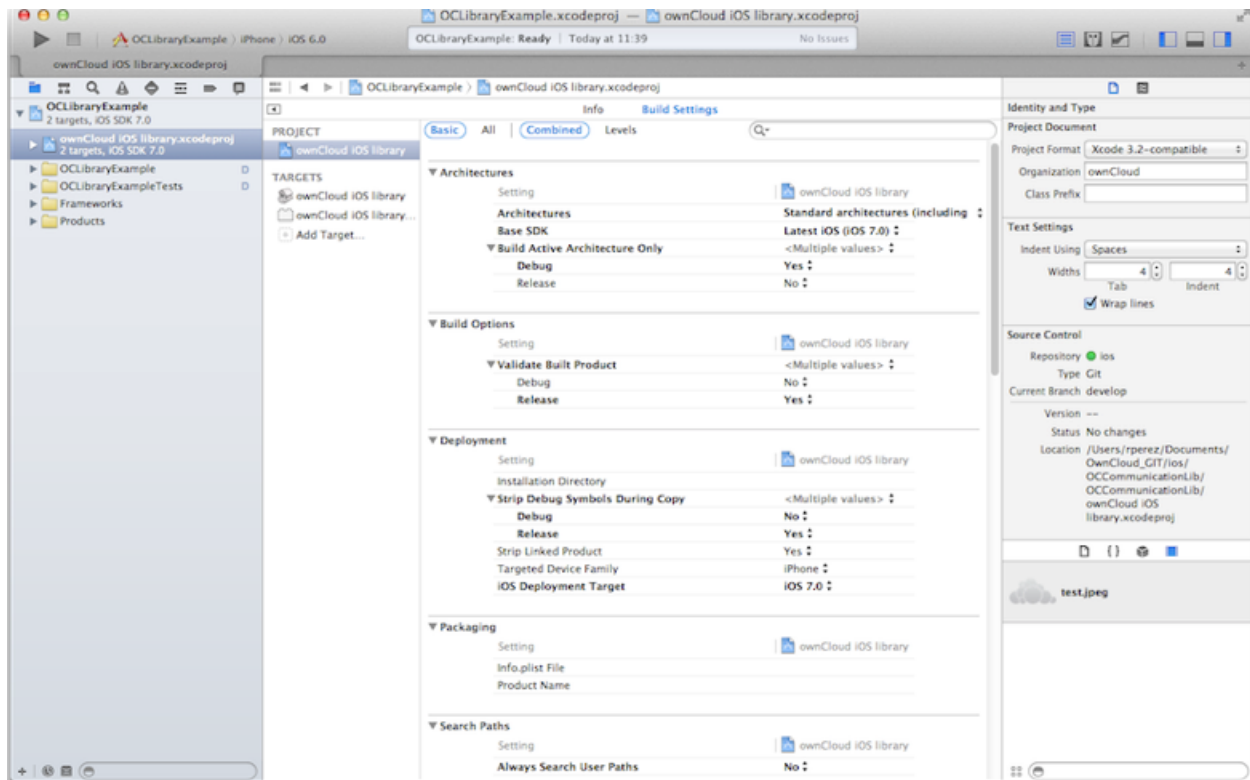 OCLibraryExample.xcodeproj — ownCloud iOS library.xcodeproj
OCLibraryExample 〉 iPhone 〉 iOS 6.0
OCLibraryExample: Ready | Today at 11:39
No Issues
ownCloud iOS library.xcodeproj
OCLibraryExample
2 targets, iOS SDK 7.0
ownCloud iOS library.xcodeproj
2 targets, iOS SDK 7.0
OCLibraryExample D
OCLibraryExampleTests D
Frameworks
Products
OCLibraryExample 〉 ownCloud iOS library.xcodeproj
Info Build Settings
PROJECT
ownCloud iOS library
TARGETS
ownCloud iOS library
ownCloud iOS library...
Add Target...
Basic All Combined Levels
Architectures
Setting ownCloud iOS library
Architectures Standard architectures (including
Base SDK Latest iOS (iOS 7.0)
Build Active Architecture Only <Multiple values>
Debug Yes
Release No
Build Options
Setting ownCloud iOS library
Validate Built Product <Multiple values>
Debug No
Release Yes
Deployment
Setting ownCloud iOS library
Installation Directory
Strip Debug Symbols During Copy <Multiple values>
Debug No
Release Yes
Strip Linked Product Yes
Targeted Device Family iPhone
iOS Deployment Target iOS 7.0
Packaging
Setting ownCloud iOS library
Info.plist File
Product Name
Search Paths
Setting ownCloud iOS library
Always Search User Paths No
Identity and Type
Project Document
Project Format Xcode 3.2-compatible
Organization ownCloud
Class Prefix
Text Settings
Indent Using Spaces
Widths 4 4
Tab Indent
Wrap lines
Source Control
Repository ios
Type Git
Current Branch develop
Version --
Status No changes
Location /Users/rperez/Documents/
OwnCloud_GIT/ios/
OCCommunicationLib/
OCCommunicationLib/
ownCloud iOS
library.xcodeproj
{}
test.jpeg